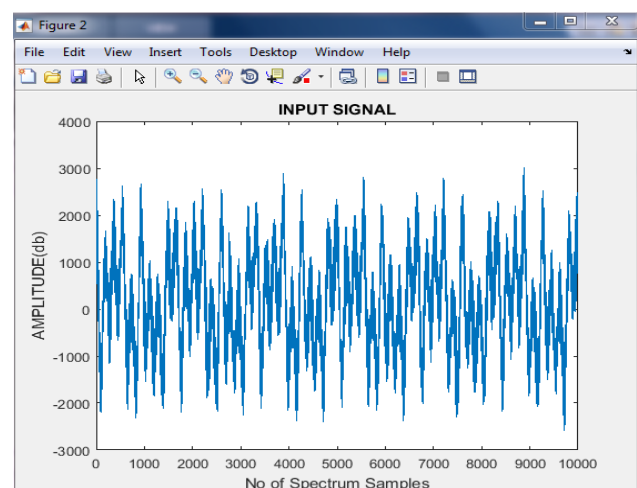 Figure 2
File Edit View Insert Tools Desktop Window Help
INPUT SIGNAL
4000
3000
2000
1000
0
-1000
-2000
-3000
AMPLITUDE(db)
0 1000 2000 3000 4000 5000 6000 7000 8000 9000 10000
No of Spectrum Samples